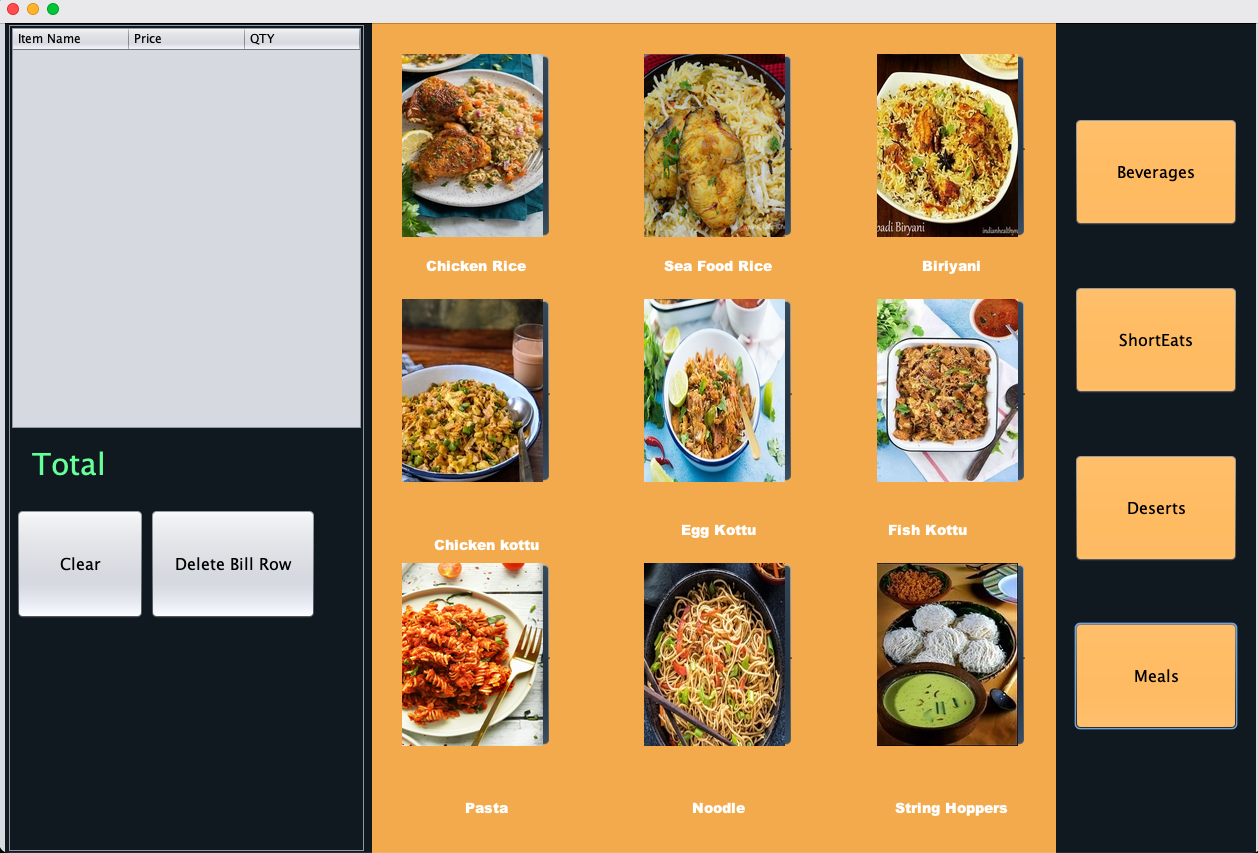 Item Name Price QTY
Total
Clear
Delete Bill Row
Chicken Rice
Sea Food Rice
badi Biryani
Biriyani
Chicken kottu
Egg Kottu
Fish Kottu
Pasta
Noodle
String Hoppers
Beverages
ShortEats
Deserts
Meals